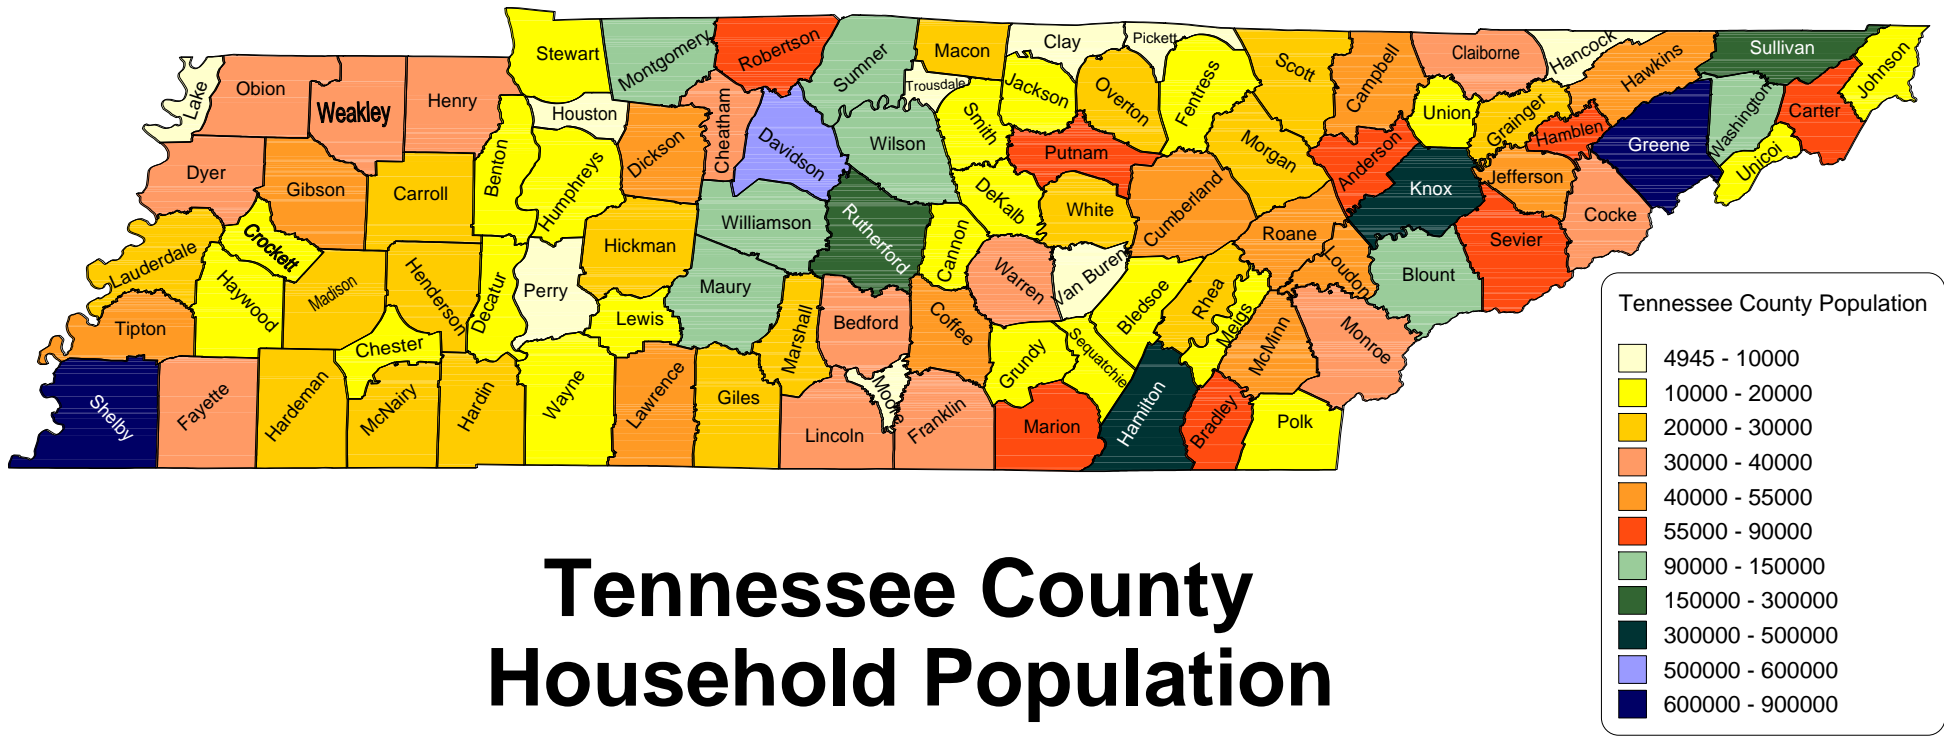 Stewart
Montgomery
Robertson
Sumner
Macon
Clay
Pickett
Scott
Campbell
Claiborne
Hancock
Hawkins
Sullivan
Johnson
Lake
Obion
Weakley
Henry
Houston
Cheatham
Davidson
Trousdale
Wilson
Smith
Jackson
Overton
Fentress
Morgan
Union
Grainger
Hamblen
Greene
Washington
Carter
Unicoi
Dyer
Gibson
Carroll
Benton
Humphreys
Dickson
Williamson
Rutherford
Putnam
DeKalb
White
Cumberland
Anderson
Knox
Jefferson
Cocke
Lauderdale
Crockett
Haywood
Madison
Henderson
Decatur
Perry
Hickman
Maury
Cannon
Warren
Van Buren
Bledsoe
Rhea
Roane
Loudon
Blount
Sevier
Tipton
Chester
Lewis
Marshall
Bedford
Coffee
Grundy
Sequatchie
Meigs
McMinn
Monroe
Shelby
Fayette
Hardeman
McNairy
Hardin
Wayne
Lawrence
Giles
Lincoln
Moore
Franklin
Marion
Hamilton
Bradley
Polk
Tennessee County Population
4945 - 10000
10000 - 20000
20000 - 30000
30000 - 40000
40000 - 55000
55000 - 90000
90000 - 150000
150000 - 300000
300000 - 500000
500000 - 600000
600000 - 900000
Tennessee County
Household Population